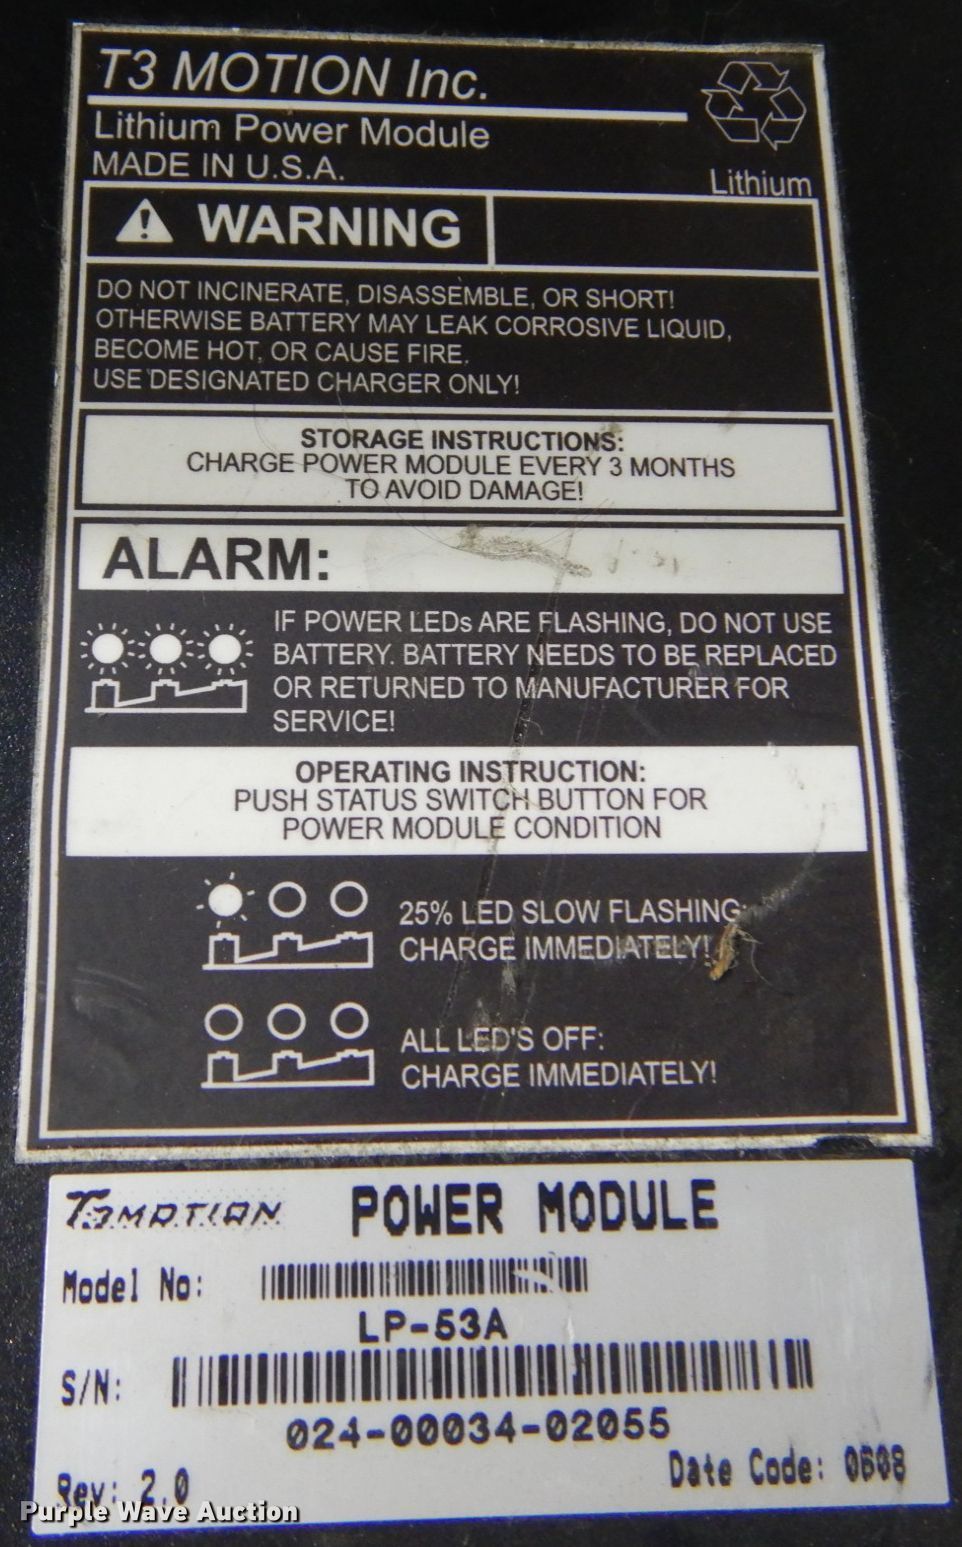 T3 MOTION Inc.
Lithium Power Module
MADE IN U.S.A.
Lithium
WARNING
DO NOT INCINERATE, DISASSEMBLE, OR SHORT!
OTHERWISE BATTERY MAY LEAK CORROSIVE LIQUID,
BECOME HOT, OR CAUSE FIRE.
USE DESIGNATED CHARGER ONLY!
STORAGE INSTRUCTIONS:
CHARGE POWER MODULE EVERY 3 MONTHS
TO AVOID DAMAGE!
ALARM:
IF POWER LEDs ARE FLASHING, DO NOT USE
BATTERY. BATTERY NEEDS TO BE REPLACED
OR RETURNED TO MANUFACTURER FOR
SERVICE!
OPERATING INSTRUCTION:
PUSH STATUS SWITCH BUTTON FOR
POWER MODULE CONDITION
25% LED SLOW FLASHING:
CHARGE IMMEDIATELY!
ALL LED'S OFF:
CHARGE IMMEDIATELY!
T3 MOTION POWER MODULE
Model No:
LP-53A
S/N:
024-00034-02055
Rev: 2.0 Date Code: 0608
Purple Wave Auction